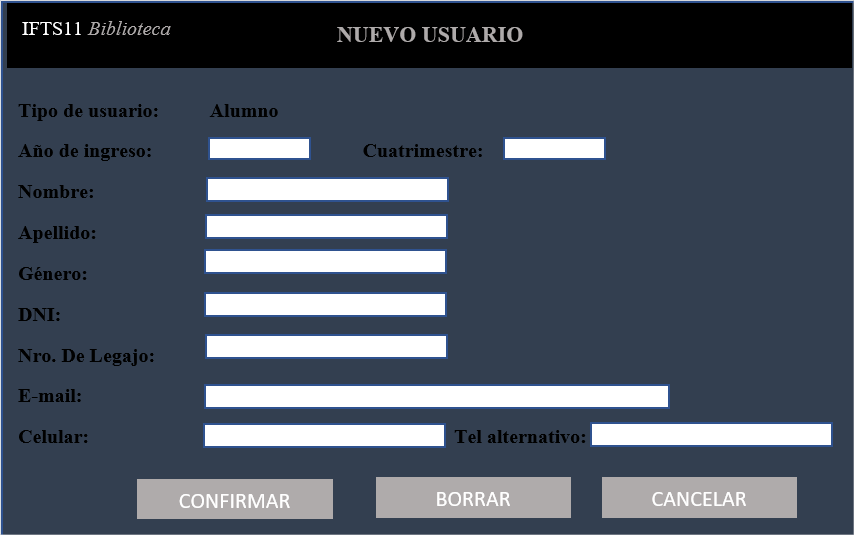 IFTS11 Biblioteca
NUEVO USUARIO
Tipo de usuario: Alumno
Año de ingreso: Cuatrimestre:
Nombre:
Apellido:
Género:
DNI:
Nro. De Legajo:
E-mail:
Celular: Tel alternativo:
CONFIRMAR BORRAR CANCELAR